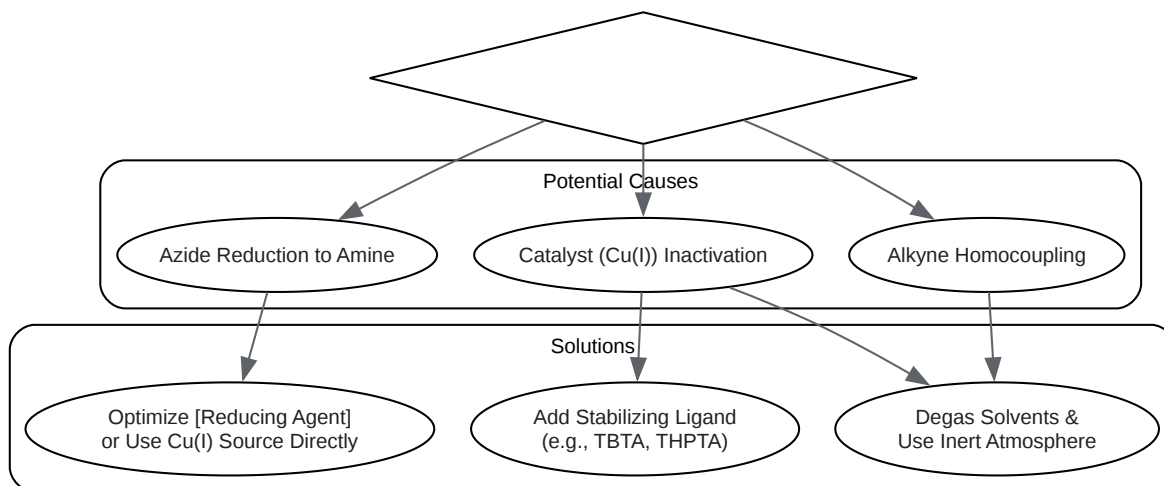 Potential Causes
Azide Reduction to Amine
Catalyst (Cu(I)) Inactivation
Alkyne Homocoupling
Solutions
Optimize [Reducing Agent]
or Use Cu(I) Source Directly
Add Stabilizing Ligand
(e.g., TBTA, THPTA)
Degas Solvents &
Use Inert Atmosphere